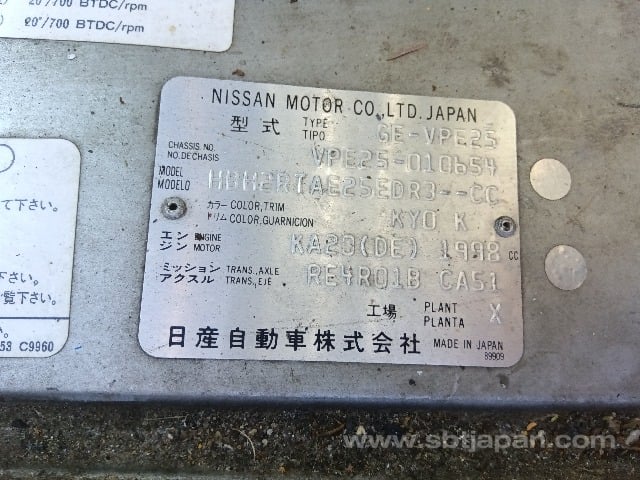 20°/700 BTDC/rpm
20°/700 BTDC/rpm
NISSAN MOTOR CO.,LTD. JAPAN
型式 TYPE TIPO GE-VPE25
CHASSIS. NO. NO. DE CHASIS VPE25-010654
MODEL MODELO AE25EDR3--CC
カラー COLOR, TRIM
トリム COLOR, GUARNICION KY0 K
エンジン ENGINE MOTOR KA20(DE) 1998 CC
ミッション TRANS., AXLE
アクスル TRANS., EJE RE4R01B CA51
工場 PLANT PLANTA X
日産自動車株式会社 MADE IN JAPAN
89909
て下さい。
い。
ご覧下さい。
53 C9960
www.sbtjapan.com